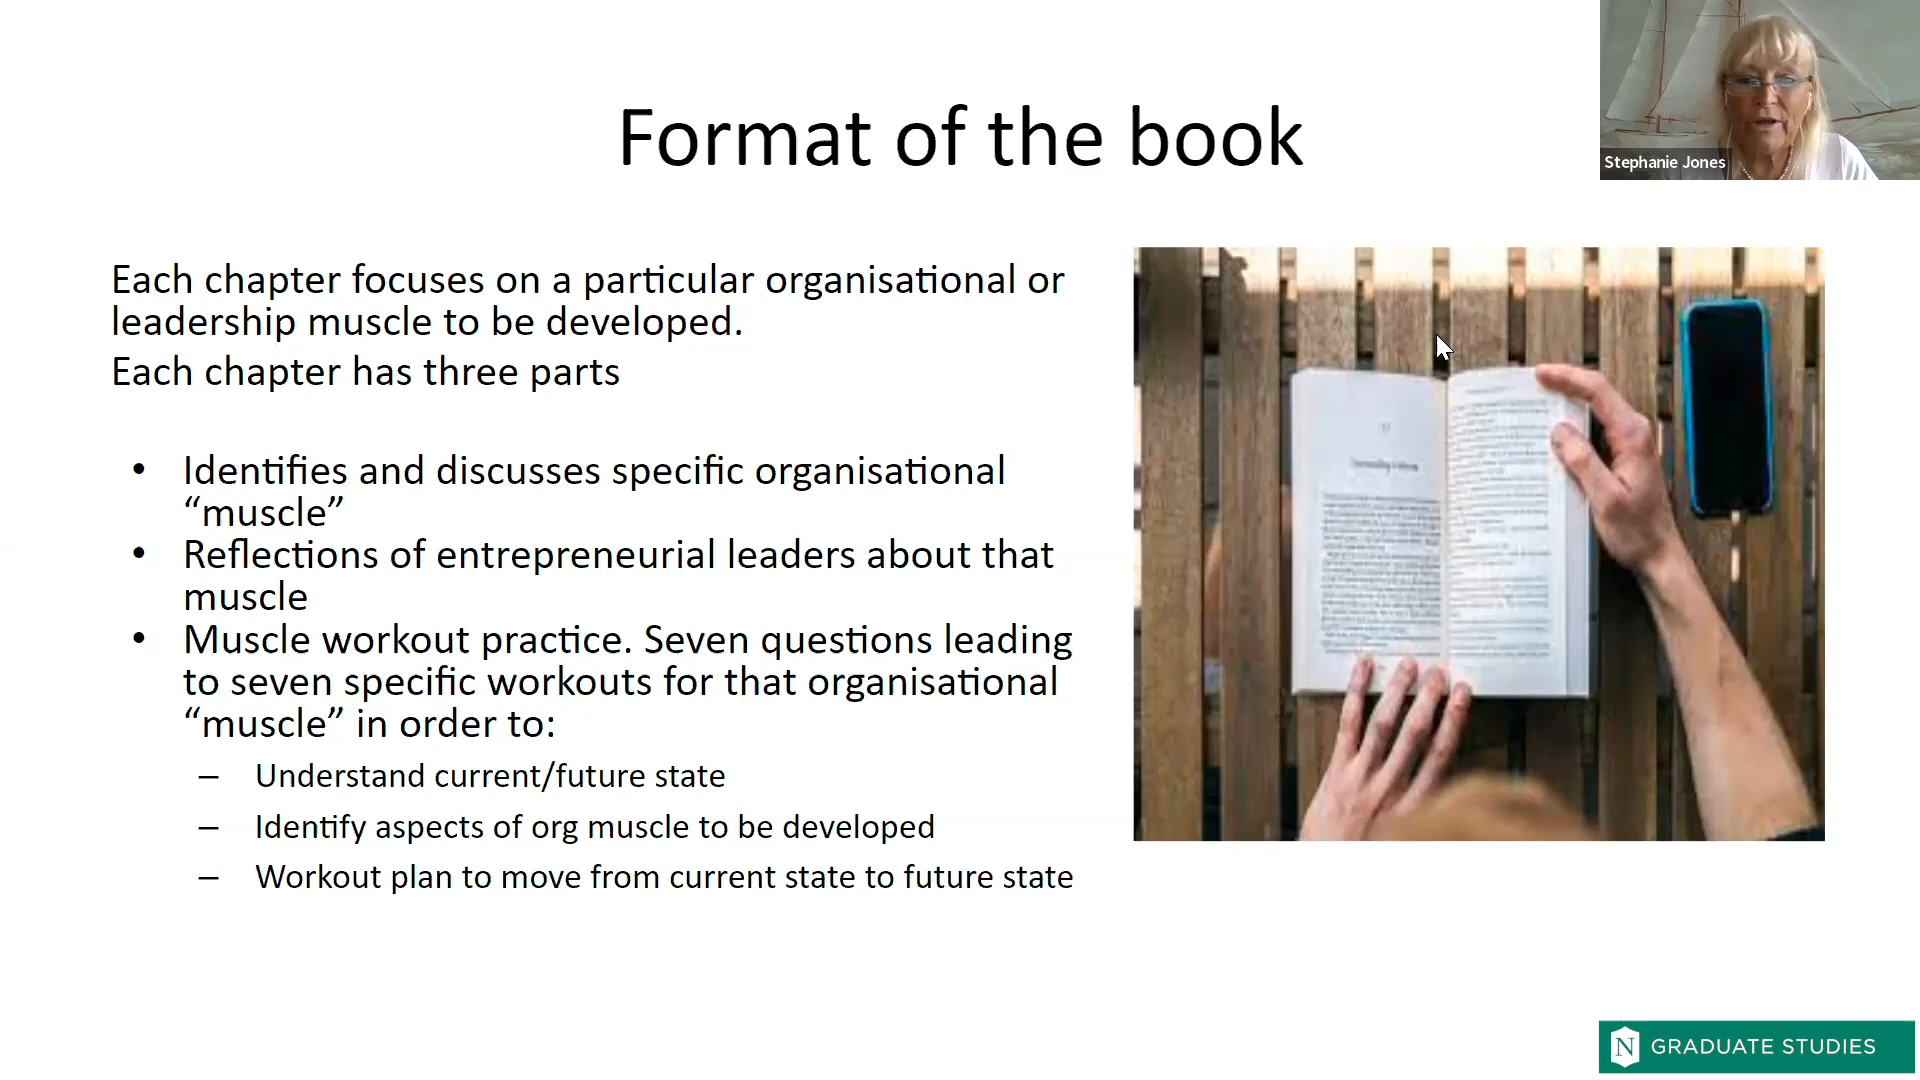 Format of the book
Stephanie Jones
Each chapter focuses on a particular organisational or
leadership muscle to be developed.
Each chapter has three parts
• Identifies and discusses specific organisational
“muscle”
• Reflections of entrepreneurial leaders about that
muscle
• Muscle workout practice. Seven questions leading
to seven specific workouts for that organisational
“muscle” in order to:
– Understand current/future state
– Identify aspects of org muscle to be developed
– Workout plan to move from current state to future state
N GRADUATE STUDIES